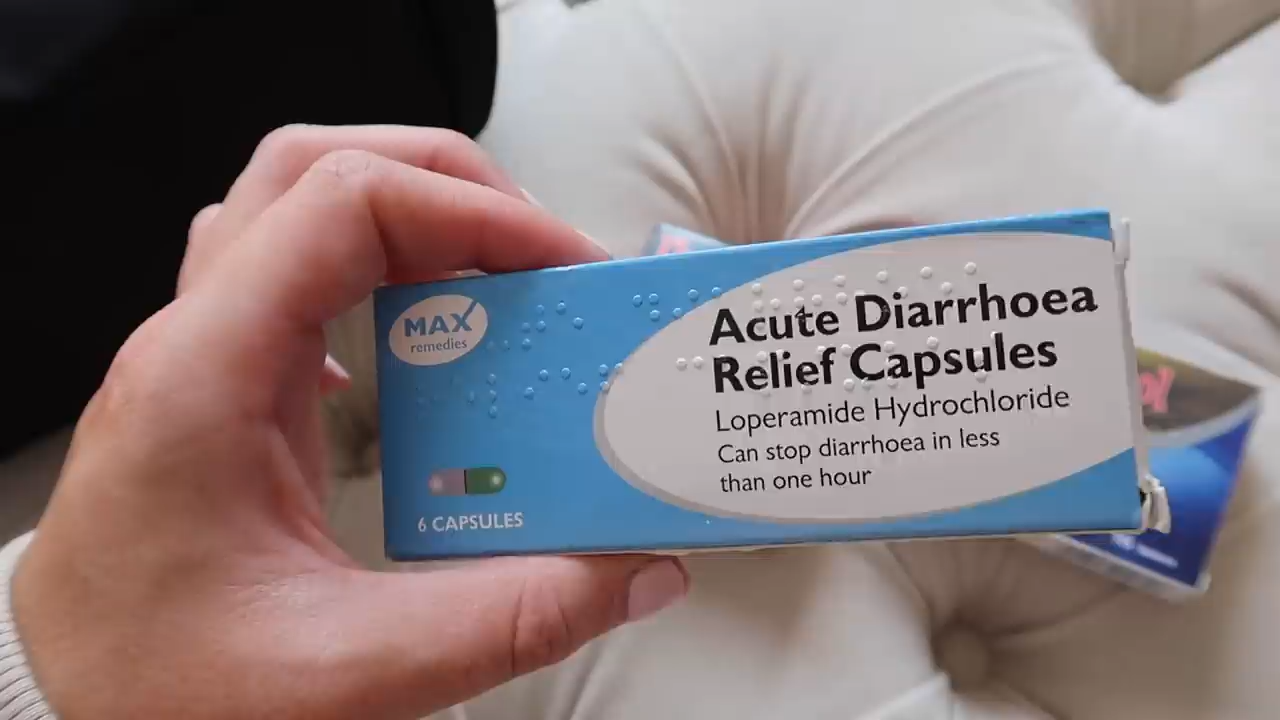 MAX
remedies
Acute Diarrhoea
Relief Capsules
Loperamide Hydrochloride
Can stop diarrhoea in less
than one hour
6 CAPSULES